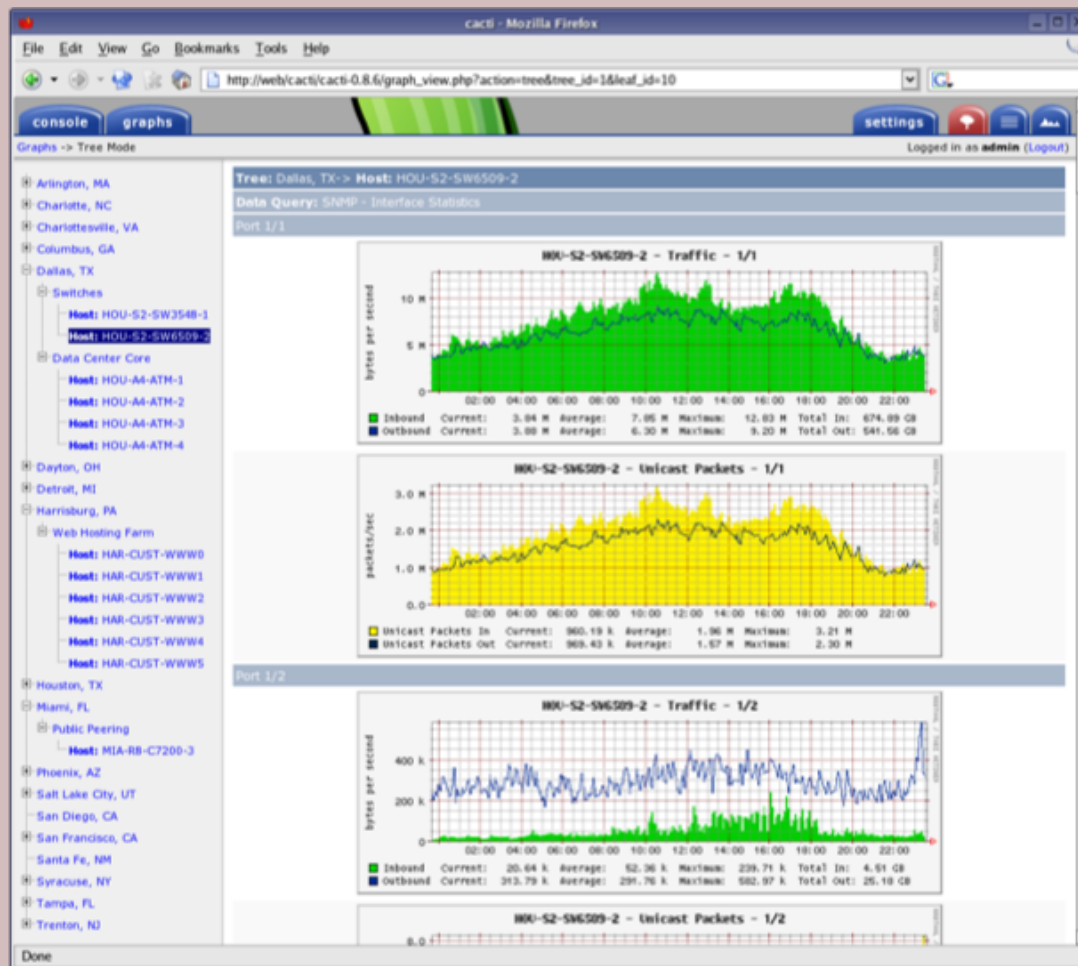 cacti - Mozilla Firefox
File Edit View Go Bookmarks Tools Help
http://web/cacti/cacti-0.8.6/graph_view.php?action=tree&tree_id=1&leaf_id=10
G
console graphs settings
Graphs -> Tree Mode
Logged in as admin (Logout)
Arlington, MA
Charlotte, NC
Charlottesville, VA
Columbus, GA
Dallas, TX
Switches
Host: HOU-S2-SW3548-1
Host: HOU-S2-SW6509-2
Data Center Core
Host: HOU-A4-ATM-1
Host: HOU-A4-ATM-2
Host: HOU-A4-ATM-3
Host: HOU-A4-ATM-4
Dayton, OH
Detroit, MI
Harrisburg, PA
Web Hosting Farm
Host: HAR-CUST-WWW0
Host: HAR-CUST-WWW1
Host: HAR-CUST-WWW2
Host: HAR-CUST-WWW3
Host: HAR-CUST-WWW4
Host: HAR-CUST-WWW5
Houston, TX
Miami, FL
Public Peering
Host: MIA-RB-C7200-3
Phoenix, AZ
Salt Lake City, UT
San Diego, CA
San Francisco, CA
Santa Fe, NM
Syracuse, NY
Tampa, FL
Trenton, NJ
Tree: Dallas, TX-> Host: HOU-S2-SW6509-2
Data Query: SNMP - Interface Statistics
Port 1/1
HOU-S2-SW6509-2 - Traffic - 1/1
bytes per second
10 M
5 M
0
02:00 04:00 06:00 08:00 10:00 12:00 14:00 16:00 18:00 20:00 22:00
Inbound Current: 3.84 M Average: 7.85 M Maximum: 12.83 M Total In: 674.89 GB
Outbound Current: 3.88 M Average: 6.30 M Maximum: 9.20 M Total Out: 541.56 GB
HOU-S2-SW6509-2 - Unicast Packets - 1/1
packets/sec
3.0 M
2.0 M
1.0 M
0.0
02:00 04:00 06:00 08:00 10:00 12:00 14:00 16:00 18:00 20:00 22:00
Unicast Packets In Current: 960.19 k Average: 1.96 M Maximum: 3.21 M
Unicast Packets Out Current: 969.43 k Average: 1.57 M Maximum: 2.30 M
Port 1/2
HOU-S2-SW6509-2 - Traffic - 1/2
bytes per second
400 k
200 k
0
02:00 04:00 06:00 08:00 10:00 12:00 14:00 16:00 18:00 20:00 22:00
Inbound Current: 20.64 k Average: 52.36 k Maximum: 239.71 k Total In: 4.51 GB
Outbound Current: 313.79 k Average: 291.76 k Maximum: 582.97 k Total Out: 25.18 GB
HOU-S2-SW6509-2 - Unicast Packets - 1/2
8.0
Done